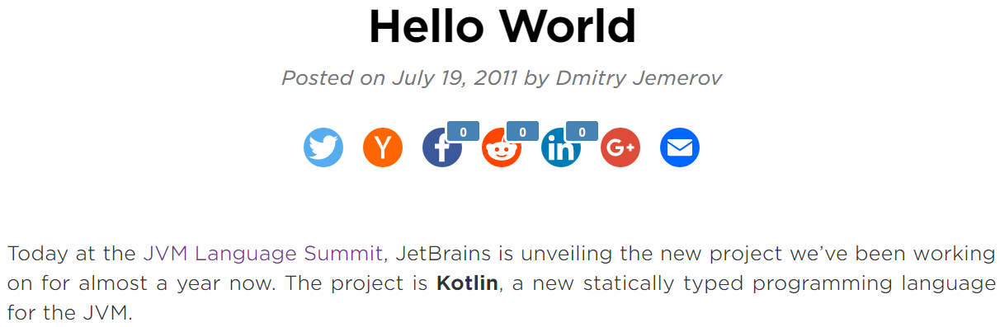 Hello World
Posted on July 19, 2011 by Dmitry Jemerov
Y f 0 0 in 0 G+
Today at the JVM Language Summit, JetBrains is unveiling the new project we’ve been working
on for almost a year now. The project is Kotlin, a new statically typed programming language
for the JVM.